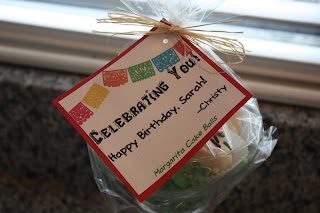 Celebrating You!
Happy Birthday, Sarah!
-Christy
Margarita Cake Balls